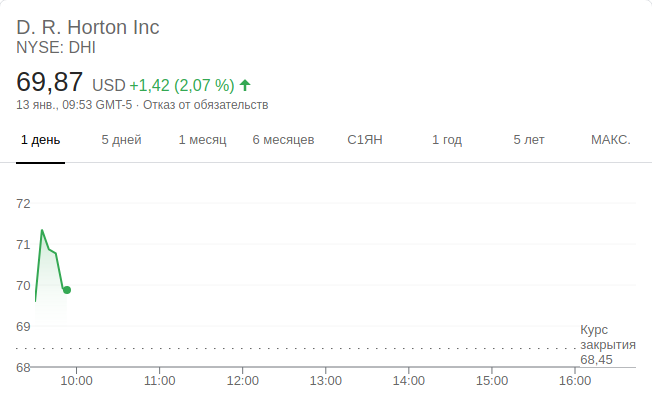 D. R. Horton Inc
NYSE: DHI
69,87 USD +1,42 (2,07 %)
13 янв., 09:53 GMT-5 · Отказ от обязательств
1 день 5 дней 1 месяц 6 месяцев С1ЯН 1 год 5 лет МАКС.
72
71
70
69
Курс
закрытия
68,45
68
10:00 11:00 12:00 13:00 14:00 15:00 16:00